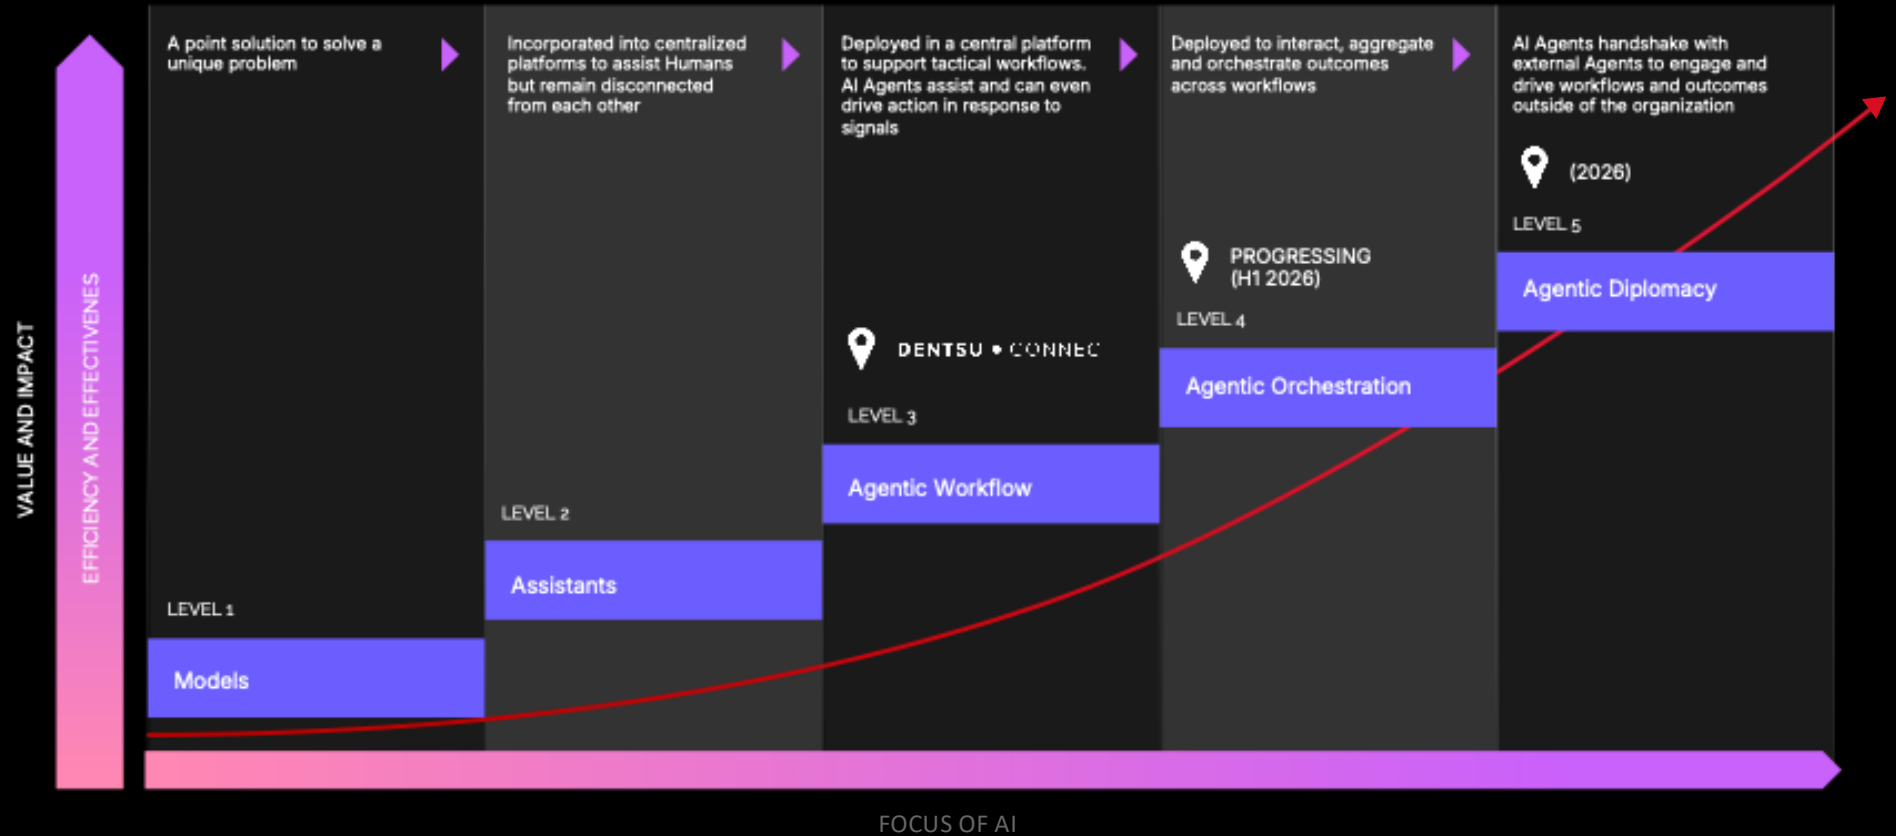 VALUE AND IMPACT
EFFICIENCY AND EFFECTIVENES
A point solution to solve a
unique problem
LEVEL 1
Models
Incorporated into centralized
platforms to assist Humans
but remain disconnected
from each other
LEVEL 2
Assistants
Deployed in a central platform
to support tactical workflows.
AI Agents assist and can even
drive action in response to
signals
DENTSU • CONNEC
LEVEL 3
Agentic Workflow
Deployed to interact, aggregate
and orchestrate outcomes
across workflows
PROGRESSING
(H1 2026)
LEVEL 4
Agentic Orchestration
AI Agents handshake with
external Agents to engage and
drive workflows and outcomes
outside of the organization
(2026)
LEVEL 5
Agentic Diplomacy
FOCUS OF AI